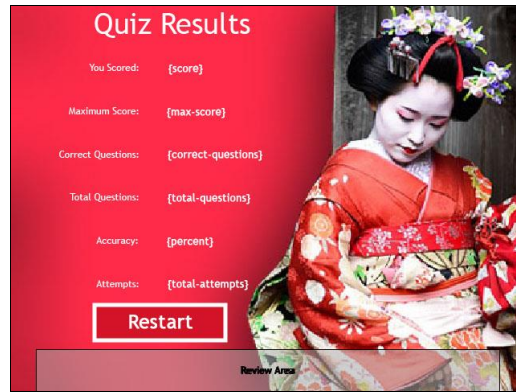 Quiz Results
You Scored: {score}
Maximum Score: {max-score}
Correct Questions: {correct-questions}
Total Questions: {total-questions}
Accuracy: {percent}
Attempts: {total-attempts}
Restart
Review Area